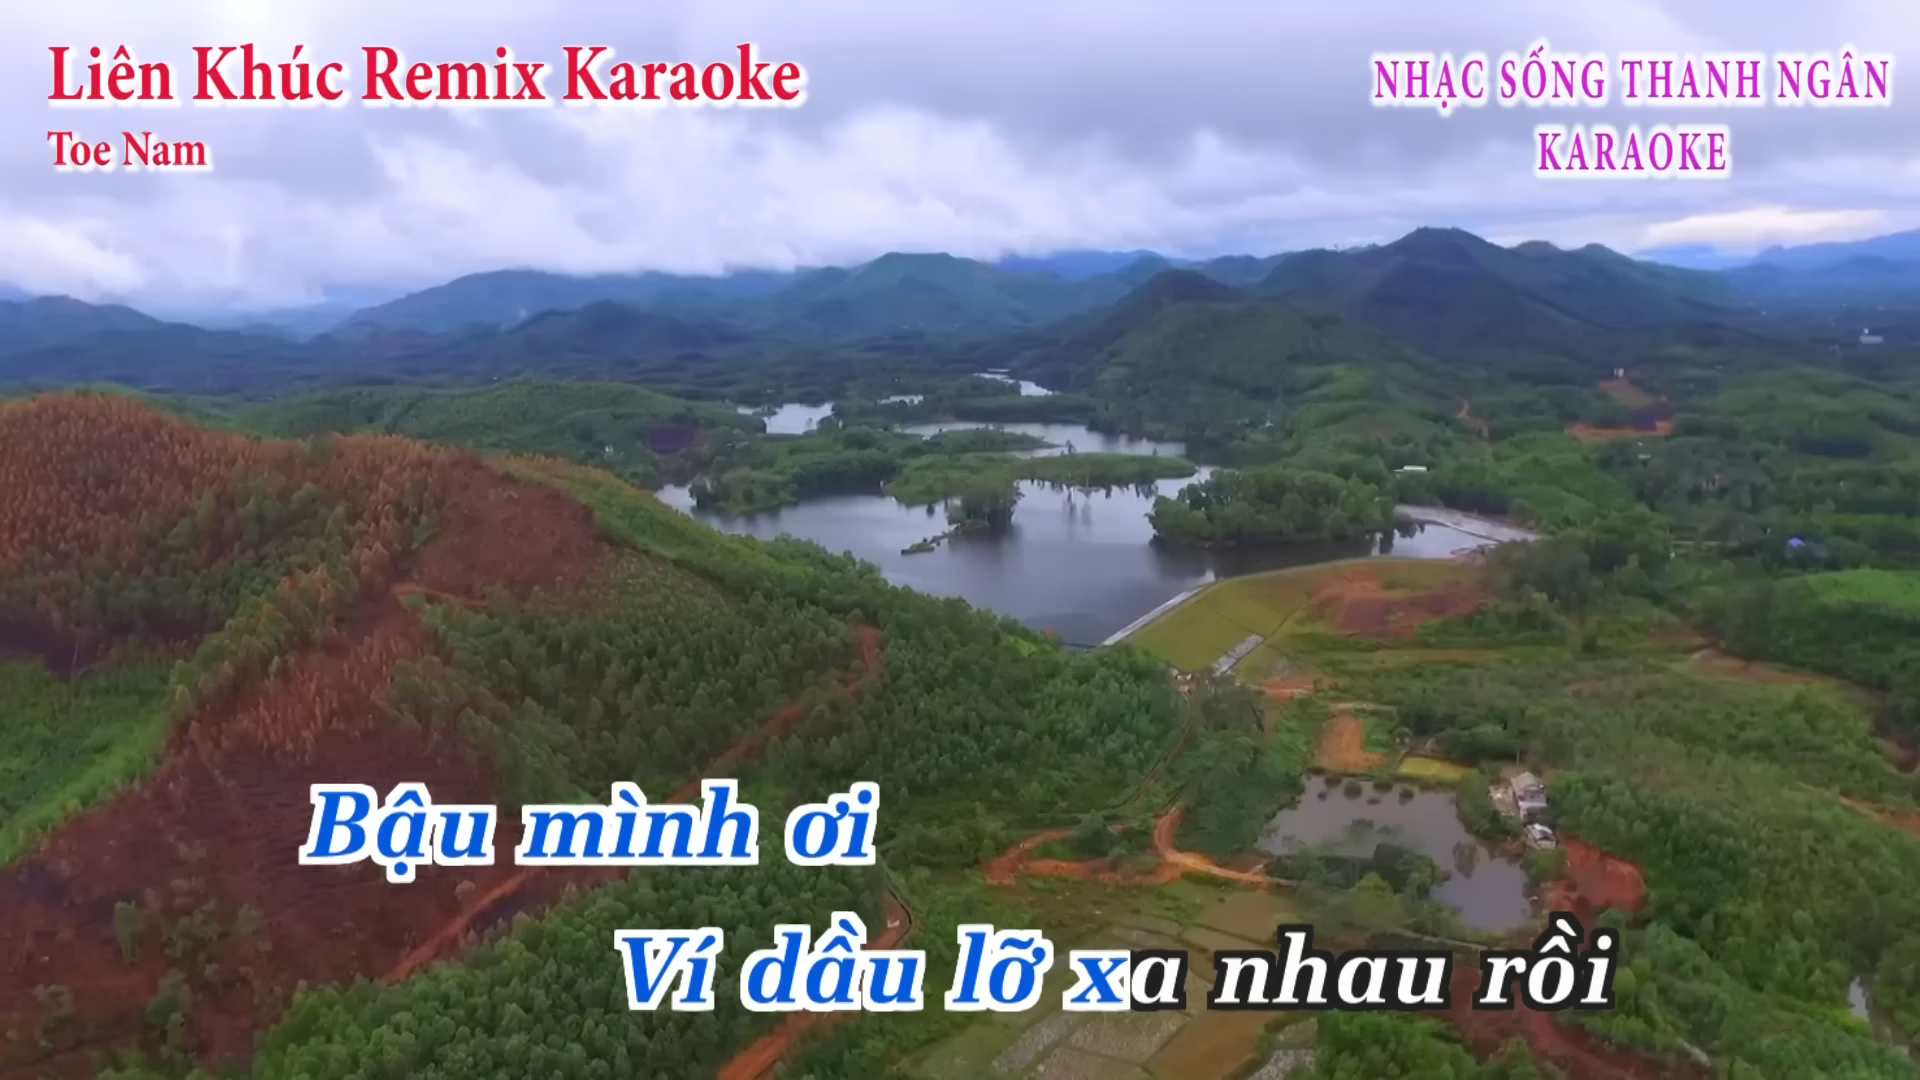 Liên Khúc Remix Karaoke
Toe Nam
NHẠC SỐNG THANH NGÂN
KARAOKE
Bậu mình ơi
Ví dầu lỡ xa nhau rồi